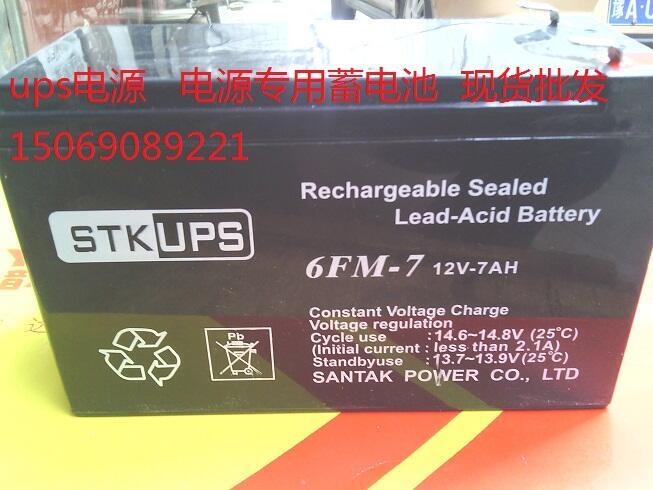 ups电源 电源专用蓄电池 现货批发
15069089221
Rechargeable Sealed
Lead-Acid Battery
STKUPS
6FM-7 12V-7AH
Constant Voltage Charge
Voltage regulation
Cycle use : 14.6~14.8V (25°C)
(Initial current : less than 2.1A)
Standbyuse : 13.7~13.9V(25°C)
SANTAK POWER CO., LTD
Pb